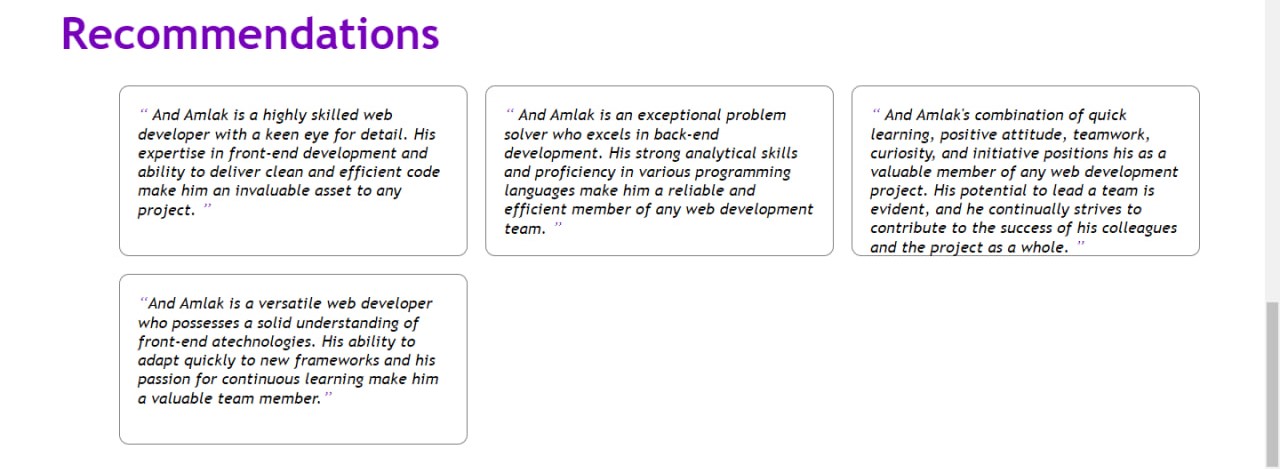 Recommendations
“ And Amlak is a highly skilled web
developer with a keen eye for detail. His
expertise in front-end development and
ability to deliver clean and efficient code
make him an invaluable asset to any
project. ”
“ And Amlak is an exceptional problem
solver who excels in back-end
development. His strong analytical skills
and proficiency in various programming
languages make him a reliable and
efficient member of any web development
team. ”
“ And Amlak's combination of quick
learning, positive attitude, teamwork,
curiosity, and initiative positions his as a
valuable member of any web development
project. His potential to lead a team is
evident, and he continually strives to
contribute to the success of his colleagues
and the project as a whole. ”
“And Amlak is a versatile web developer
who possesses a solid understanding of
front-end atechnologies. His ability to
adapt quickly to new frameworks and his
passion for continuous learning make him
a valuable team member. ”